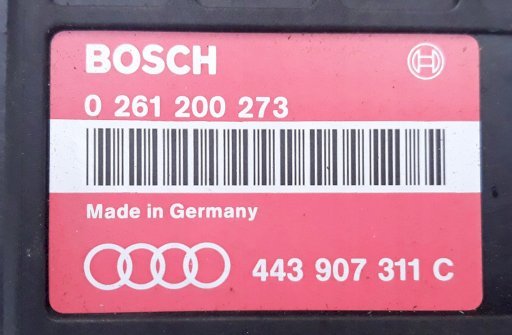 BOSCH
0 261 200 273
Made in Germany
443 907 311 C